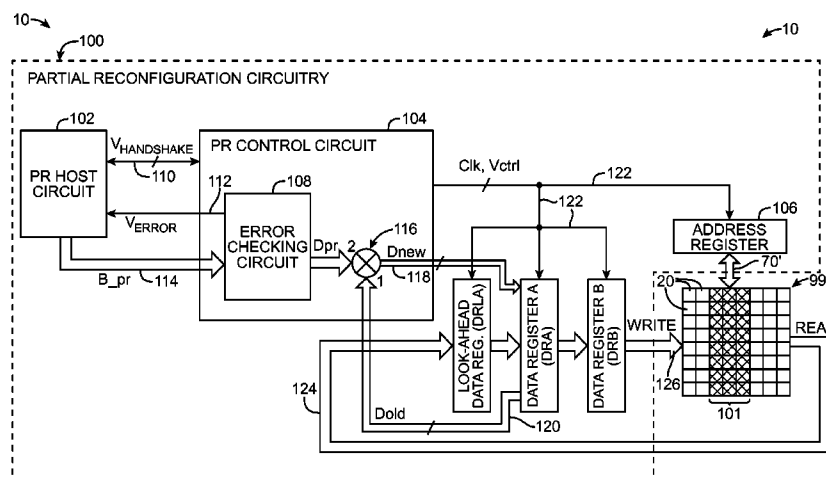 10
10
100
PARTIAL RECONFIGURATION CIRCUITRY
102
104
PR HOST
CIRCUIT
VHANDSHAKE
110
PR CONTROL CIRCUIT
112
108
VERROR
ERROR
CHECKING
CIRCUIT
B_pr
114
Dpr
2
116
1
Dnew
118
Clk, Vctrl
122
122
106
ADDRESS
REGISTER
70'
20
99
LOOK-AHEAD
DATA REG. (DRLA)
DATA REGISTER A
(DRA)
DATA REGISTER B
(DRB)
WRITE
REA
126
101
124
Dold
120